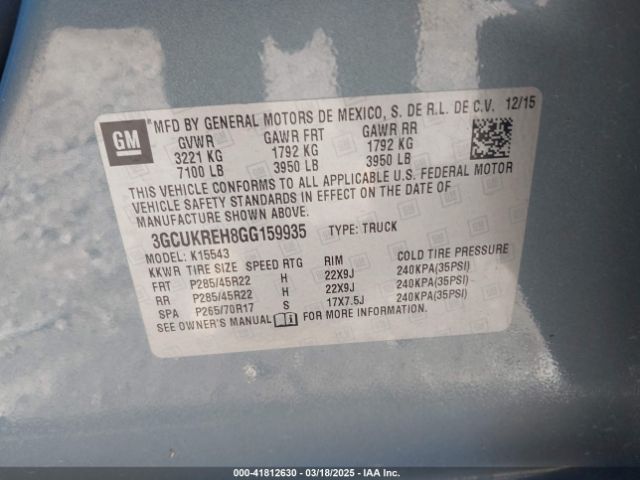 GM
MFD BY GENERAL MOTORS DE MEXICO, S. DE R.L. DE C.V. 12/15
GVWR GAWR FRT GAWR RR
3221 KG 1792 KG 1792 KG
7100 LB 3950 LB 3950 LB
THIS VEHICLE CONFORMS TO ALL APPLICABLE U.S. FEDERAL MOTOR
VEHICLE SAFETY STANDARDS IN EFFECT ON THE DATE OF
MANUFACTURE SHOWN ABOVE.
3GCUKREH8GG159935 TYPE: TRUCK
MODEL: K15543
KKWR TIRE SIZE SPEED RTG RIM COLD TIRE PRESSURE
FRT P285/45R22 H 22X9J 240KPA(35PSI)
RR P285/45R22 H 22X9J 240KPA(35PSI)
SPA P265/70R17 S 17X7.5J 240KPA(35PSI)
SEE OWNER'S MANUAL FOR MORE INFORMATION.
© - 41812630 - 03/18/2025 - IAA Inc.